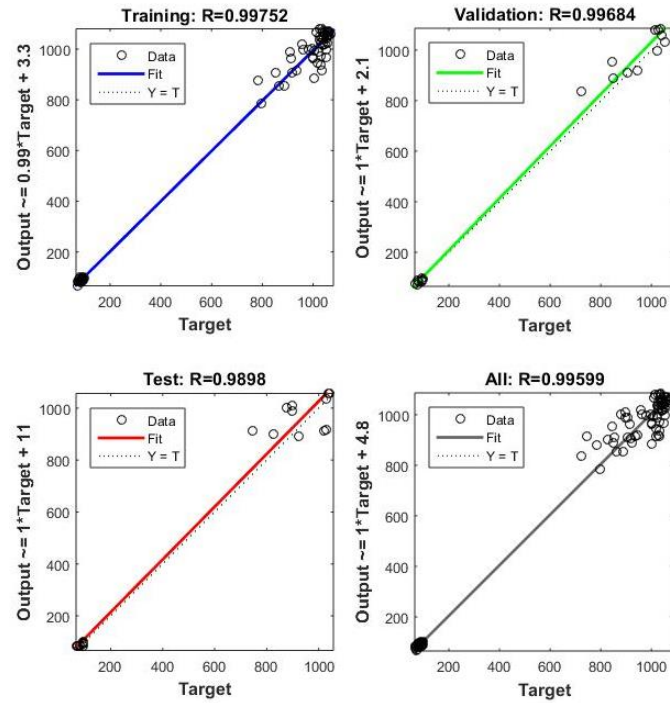 Training: R=0.99752
Output ~= 0.99*Target + 3.3
1000
800
600
400
200
Data
Fit
Y = T
200 400 600 800 1000
Target
Validation: R=0.99684
Output ~= 1*Target + 2.1
1000
800
600
400
200
Data
Fit
Y = T
200 400 600 800 1000
Target
Test: R=0.9898
Output ~= 1*Target + 11
1000
800
600
400
200
Data
Fit
Y = T
200 400 600 800 1000
Target
All: R=0.99599
Output ~= 1*Target + 4.8
1000
800
600
400
200
Data
Fit
Y = T
200 400 600 800 1000
Target